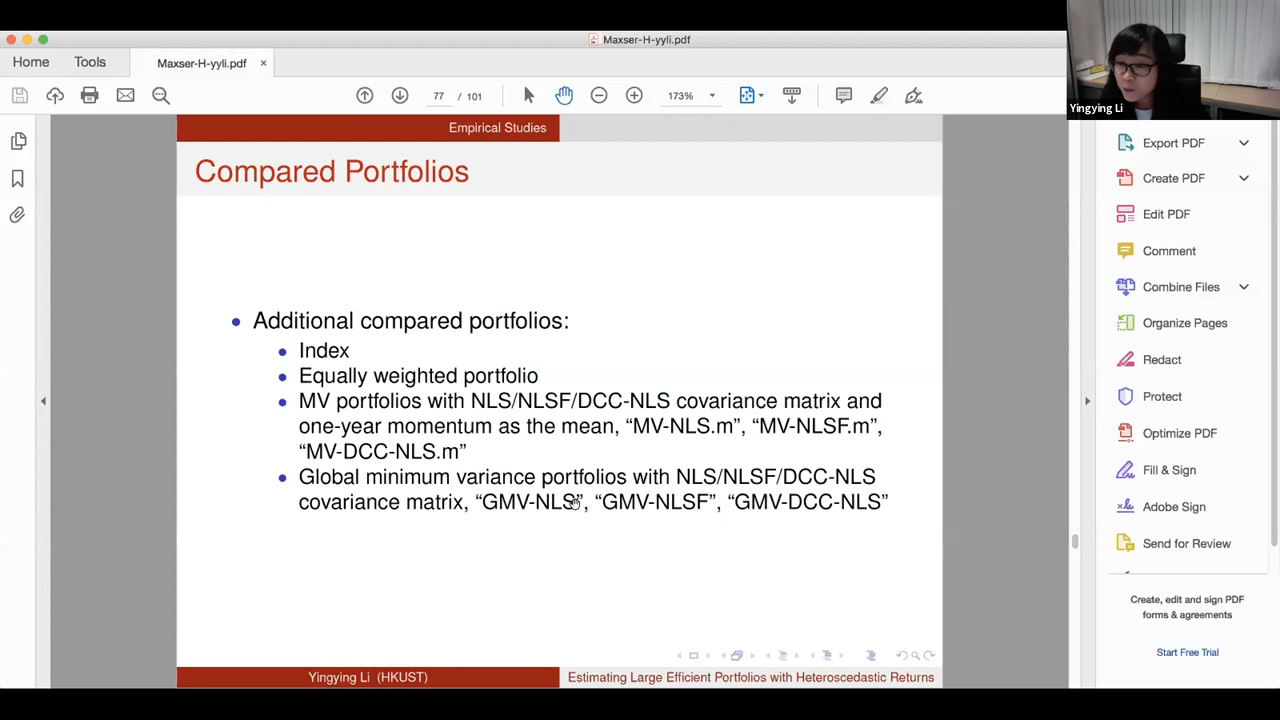 Maxser-H-yyli.pdf
Home
Tools
Maxser-H-yyli.pdf ×
77 / 101
173%
Yingying Li
Empirical Studies
Compared Portfolios
Additional compared portfolios:
Index
Equally weighted portfolio
MV portfolios with NLS/NLSF/DCC-NLS covariance matrix and
one-year momentum as the mean, “MV-NLS.m”, “MV-NLSF.m”,
“MV-DCC-NLS.m”
Global minimum variance portfolios with NLS/NLSF/DCC-NLS
covariance matrix, “GMV-NLS”, “GMV-NLSF”, “GMV-DCC-NLS”
Yingying Li (HKUST)
Estimating Large Efficient Portfolios with Heteroscedastic Returns
Export PDF
Create PDF
Edit PDF
Comment
Combine Files
Organize Pages
Redact
Protect
Optimize PDF
Fill & Sign
Adobe Sign
Send for Review
Create, edit and sign PDF
forms & agreements
Start Free Trial